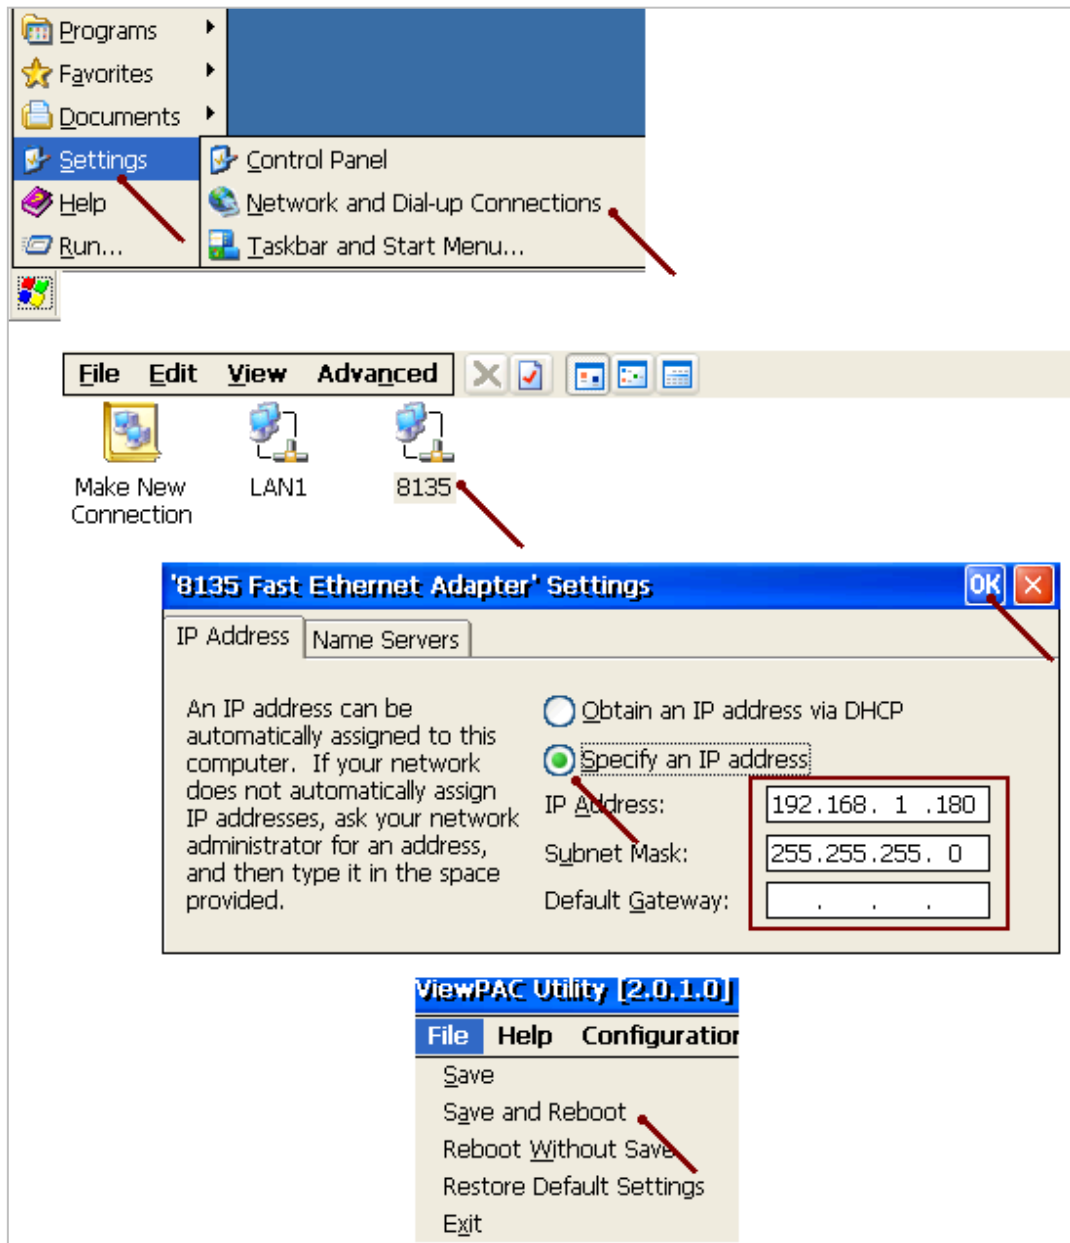 Programs
Favorites
Documents
Settings
Control Panel
Help
Network and Dial-up Connections
Run...
Taskbar and Start Menu...
File Edit View Advanced
Make New Connection
LAN1
8135
'8135 Fast Ethernet Adapter' Settings
OK
IP Address
Name Servers
An IP address can be
automatically assigned to this
computer. If your network
does not automatically assign
IP addresses, ask your network
administrator for an address,
and then type it in the space
provided.
Obtain an IP address via DHCP
Specify an IP address
IP Address: 192.168. 1 .180
Subnet Mask: 255.255.255. 0
Default Gateway: . . .
ViewPAC Utility [2.0.1.0]
File Help Configuration
Save
Save and Reboot
Reboot Without Save
Restore Default Settings
Exit